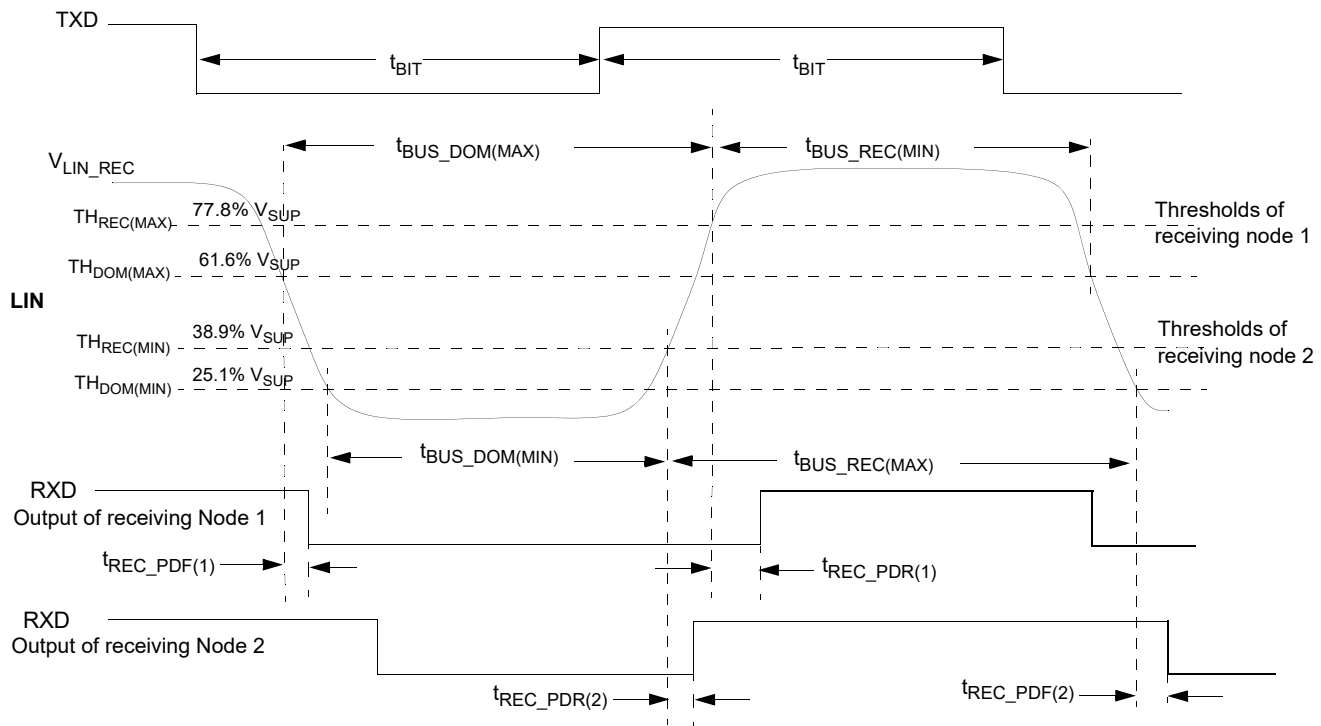 TXD
tBIT
tBIT
tBUS_DOM(MAX)
tBUS_REC(MIN)
VLIN_REC
THREC(MAX) 77.8% VSUP
Thresholds of
receiving node 1
THDOM(MAX) 61.6% VSUP
LIN
THREC(MIN) 38.9% VSUP
Thresholds of
receiving node 2
THDOM(MIN) 25.1% VSUP
tBUS_DOM(MIN)
tBUS_REC(MAX)
RXD
Output of receiving Node 1
tREC_PDF(1)
tREC_PDR(1)
RXD
Output of receiving Node 2
tREC_PDR(2)
tREC_PDF(2)